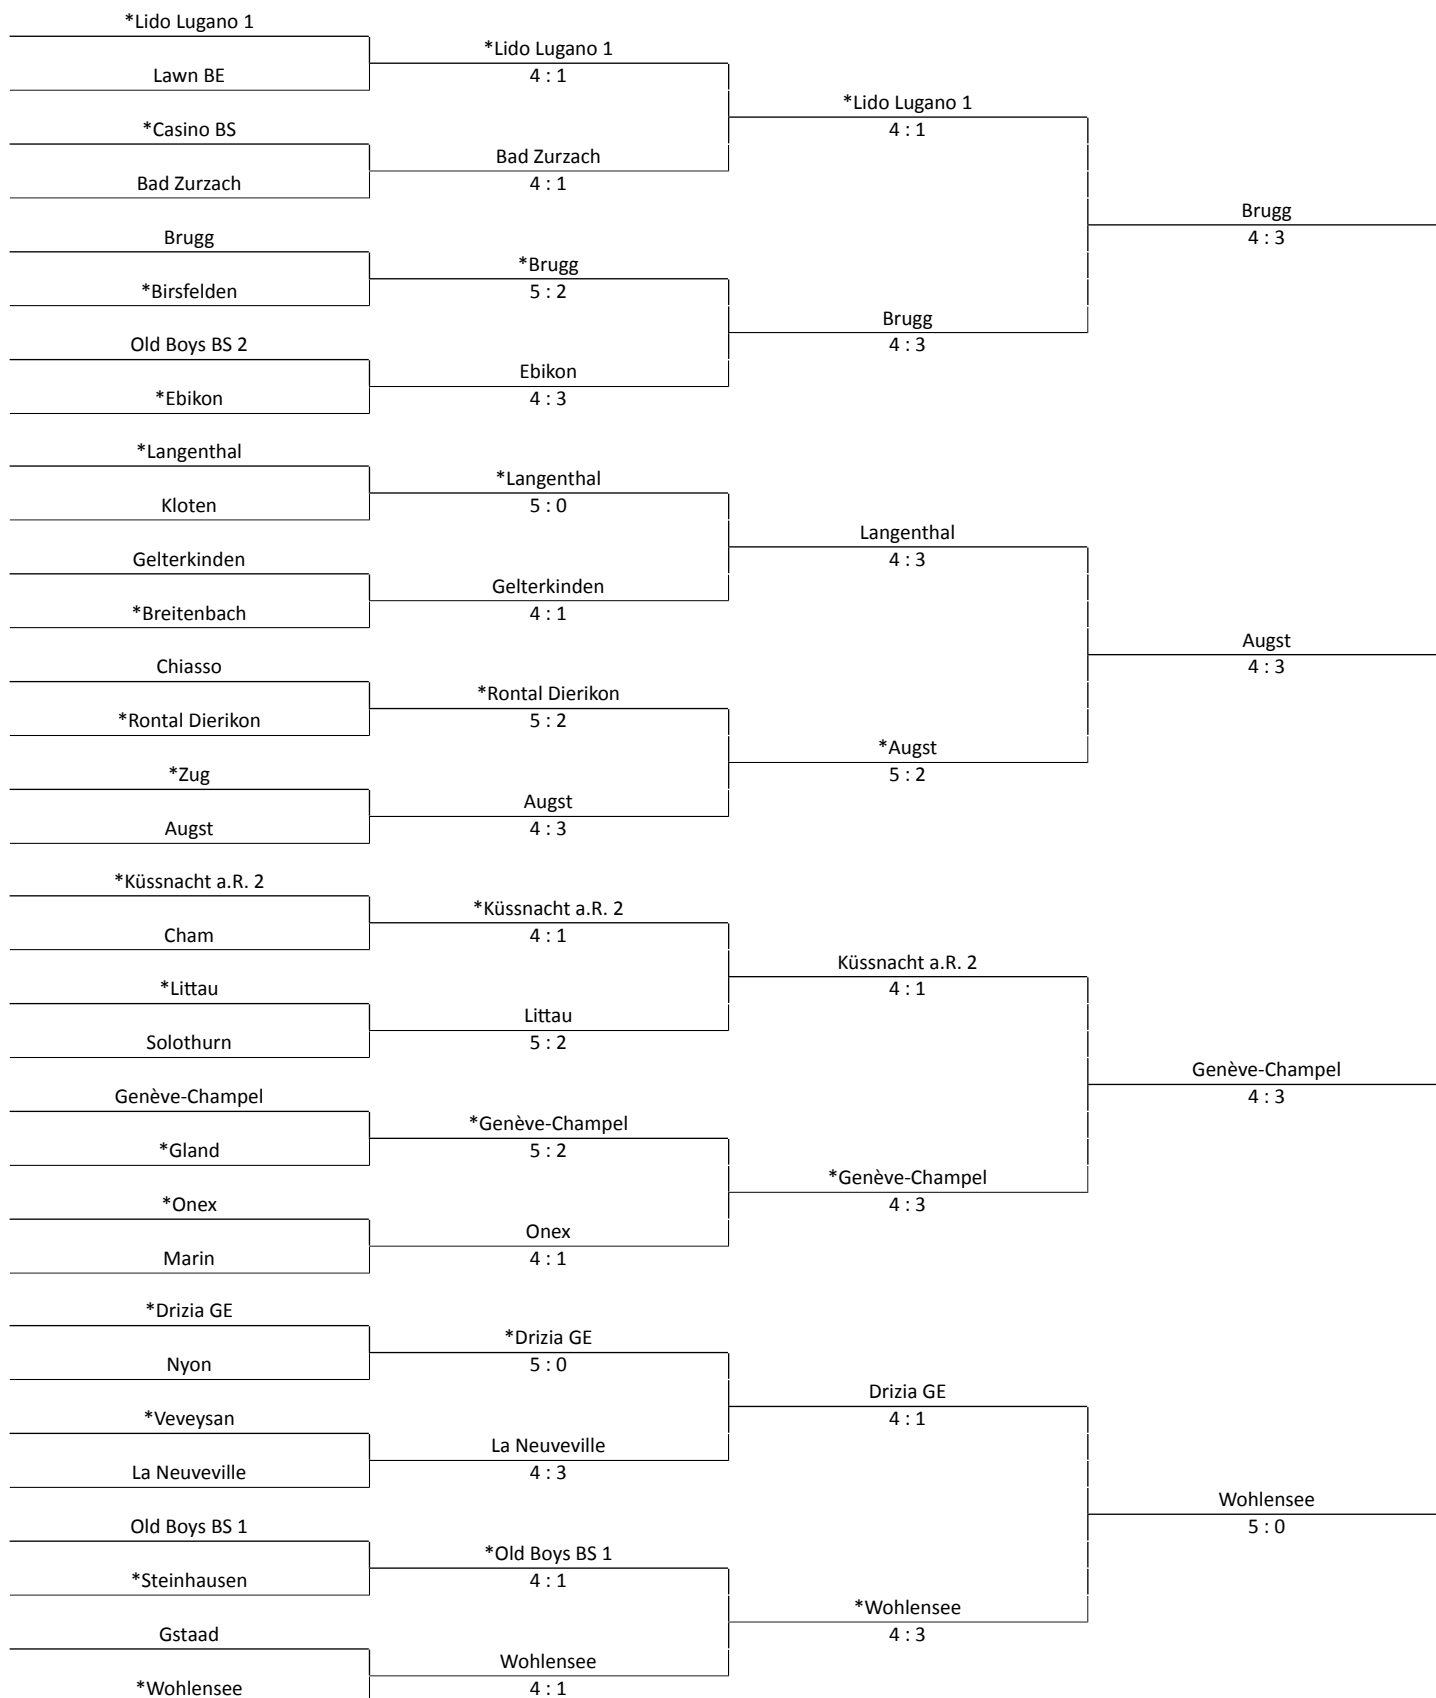 *Lido Lugano 1
Lawn BE
*Casino BS
Bad Zurzach
Brugg
*Birsfelden
Old Boys BS 2
*Ebikon
*Langenthal
Kloten
Gelterkinden
*Breitenbach
Chiasso
*Rontal Dierikon
*Zug
Augst
*Küssnacht a.R. 2
Cham
*Littau
Solothurn
Genève-Champel
*Gland
*Onex
Marin
*Drizia GE
Nyon
*Veveysan
La Neuveville
Old Boys BS 1
*Steinhausen
Gstaad
*Wohlensee
*Lido Lugano 1
4 : 1
Bad Zurzach
4 : 1
*Brugg
5 : 2
Ebikon
4 : 3
*Langenthal
5 : 0
Gelterkinden
4 : 1
*Rontal Dierikon
5 : 2
Augst
4 : 3
*Küssnacht a.R. 2
4 : 1
Littau
5 : 2
*Genève-Champel
5 : 2
Onex
4 : 1
*Drizia GE
5 : 0
La Neuveville
4 : 3
*Old Boys BS 1
4 : 1
Wohlensee
4 : 1
*Lido Lugano 1
4 : 1
Brugg
4 : 3
Langenthal
4 : 3
*Augst
5 : 2
Küssnacht a.R. 2
4 : 1
*Genève-Champel
4 : 3
Drizia GE
4 : 1
*Wohlensee
4 : 3
Brugg
4 : 3
Augst
4 : 3
Genève-Champel
4 : 3
Wohlensee
5 : 0